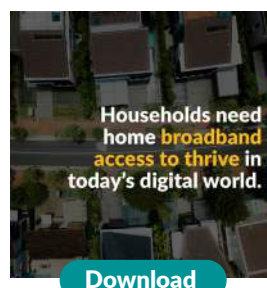 Households need
home broadband
access to thrive in
today's digital world.
Download